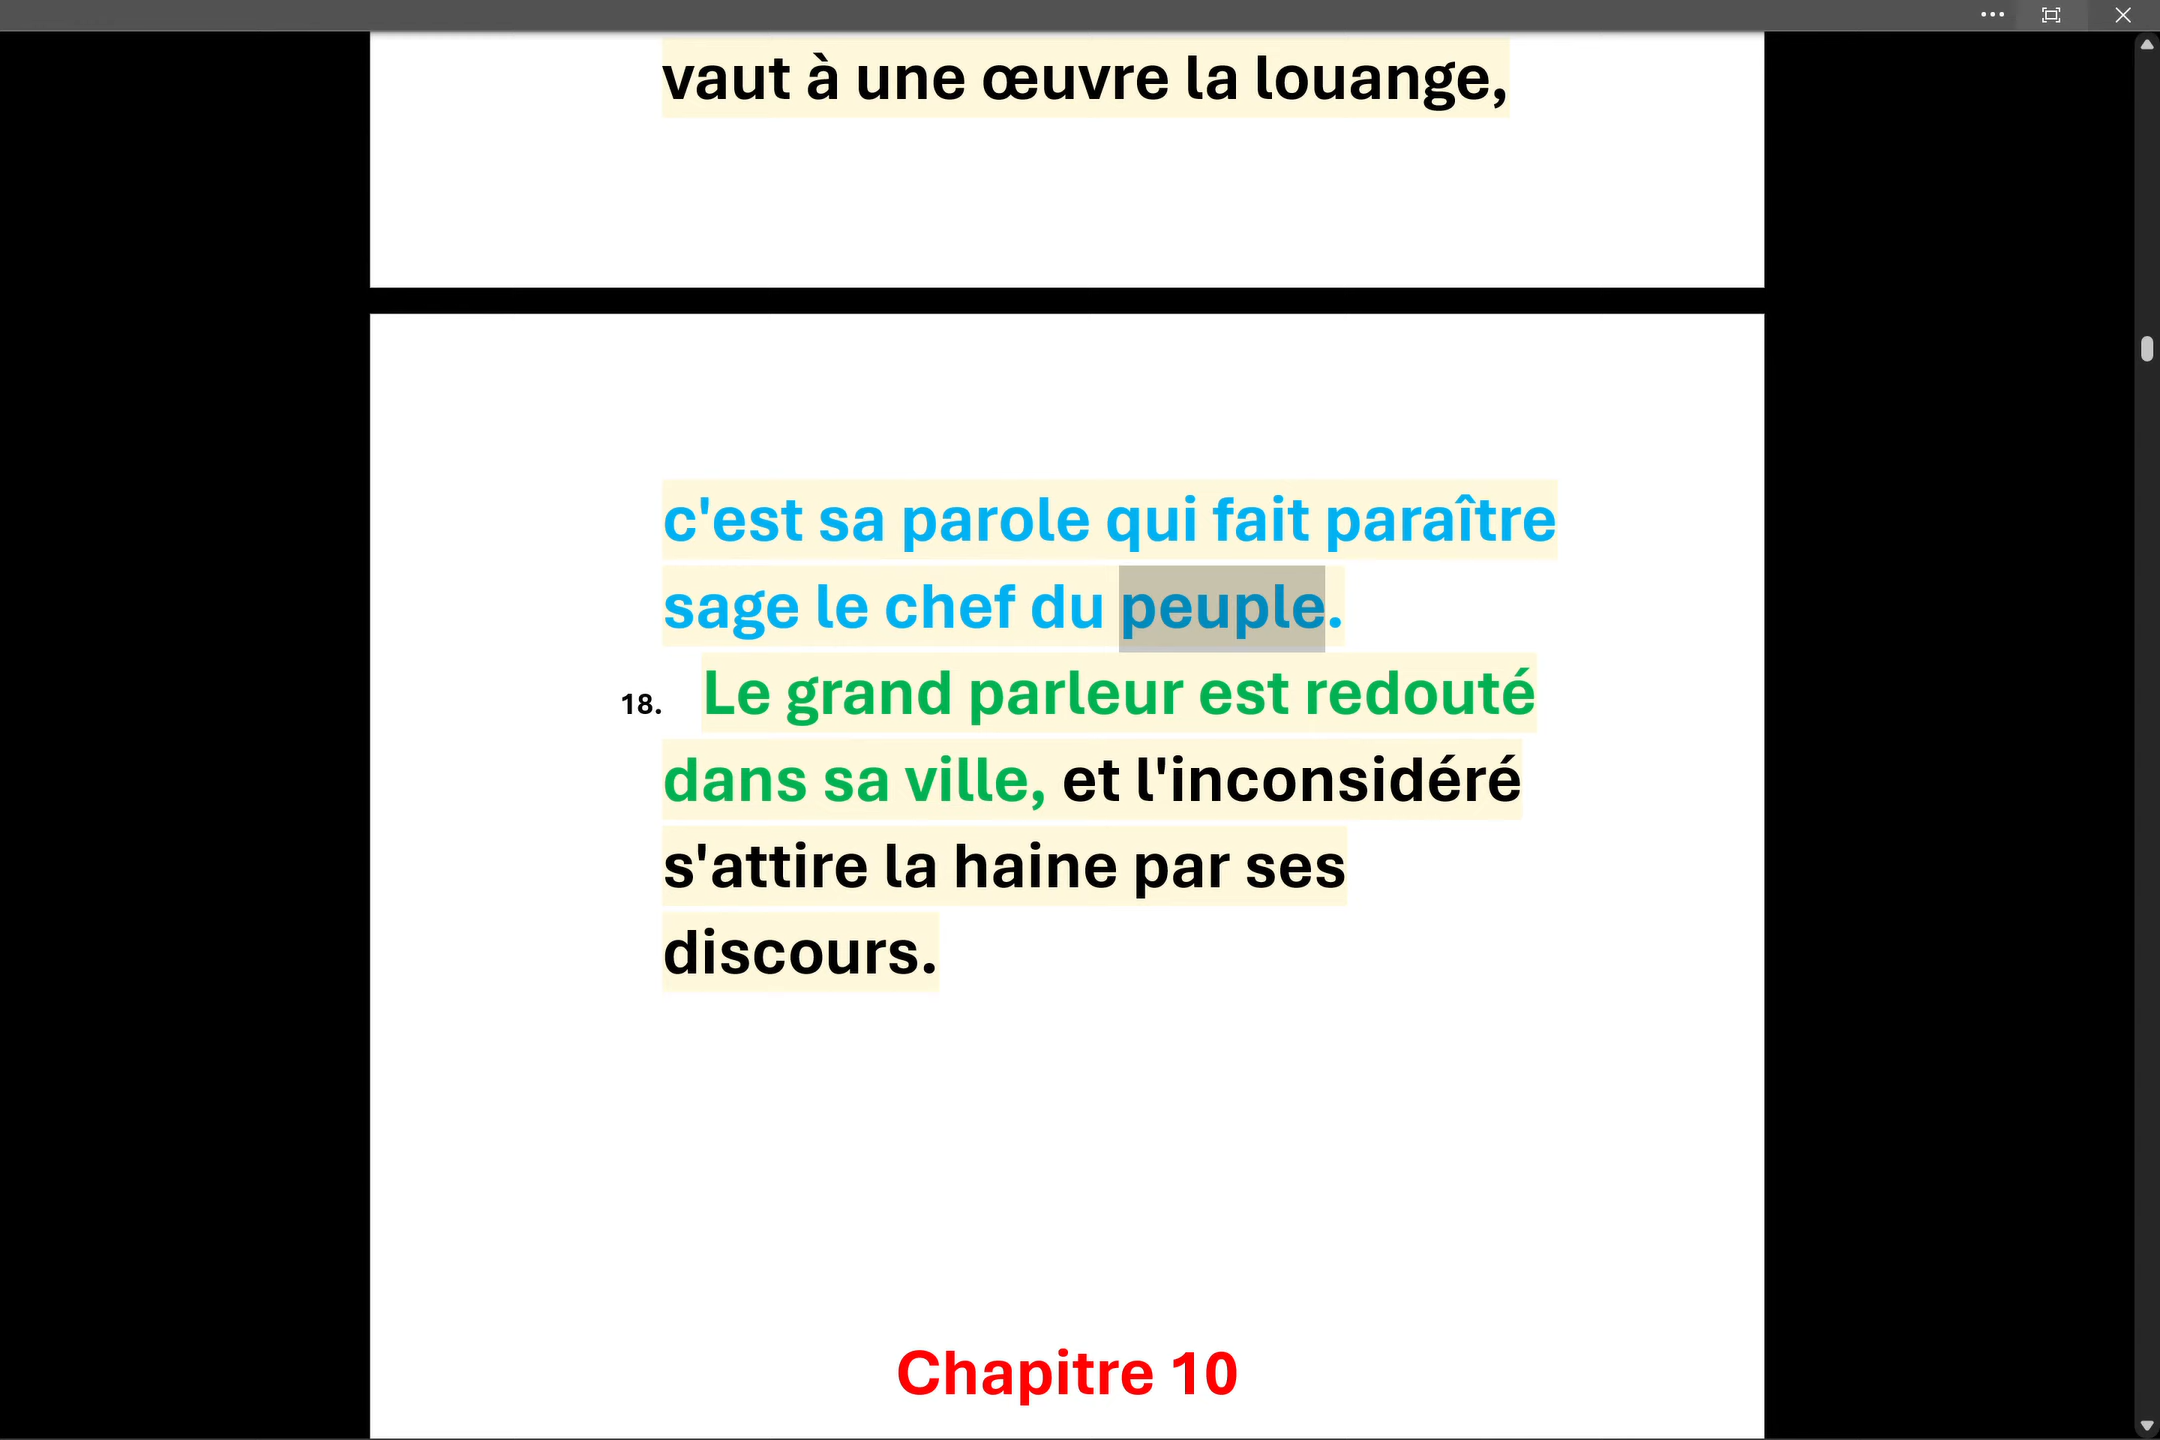 vaut à une œuvre la louange,
c'est sa parole qui fait paraître
sage le chef du peuple.
18. Le grand parleur est redouté
dans sa ville, et l'inconsidéré
s'attire la haine par ses
discours.
Chapitre 10